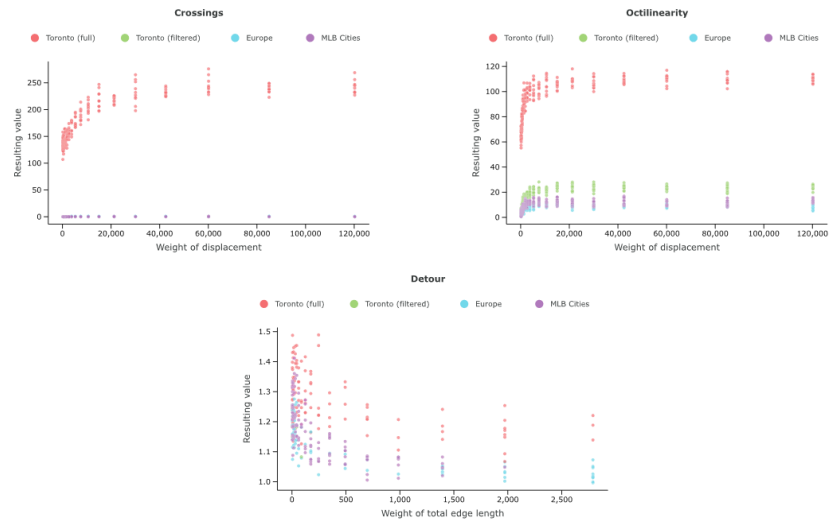 Crossings
Toronto (full) Toronto (filtered) Europe MLB Cities
250
200
150
100
50
0
0 20,000 40,000 60,000 80,000 100,000 120,000
Resulting value
Weight of displacement
Octilinearity
Toronto (full) Toronto (filtered) Europe MLB Cities
120
100
80
60
40
20
0
0 20,000 40,000 60,000 80,000 100,000 120,000
Resulting value
Weight of displacement
Detour
Toronto (full) Toronto (filtered) Europe MLB Cities
1.5
1.4
1.3
1.2
1.1
1.0
0 500 1,000 1,500 2,000 2,500
Resulting value
Weight of total edge length